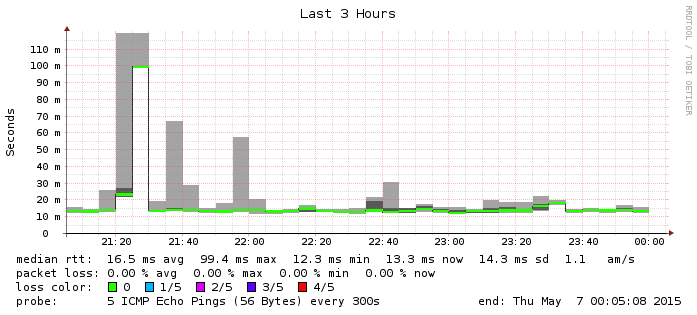 Last 3 Hours
RRDTOOL / TOBI OETIKER
Seconds
110 m
100 m
90 m
80 m
70 m
60 m
50 m
40 m
30 m
20 m
10 m
0
21:20 21:40 22:00 22:20 22:40 23:00 23:20 23:40 00:00
median rtt: 16.5 ms avg 99.4 ms max 12.3 ms min 13.3 ms now 14.3 ms sd 1.1 am/s
packet loss: 0.00 % avg 0.00 % max 0.00 % min 0.00 % now
loss color: 0 1/5 2/5 3/5 4/5
probe: 5 ICMP Echo Pings (56 Bytes) every 300s end: Thu May 7 00:05:08 2015